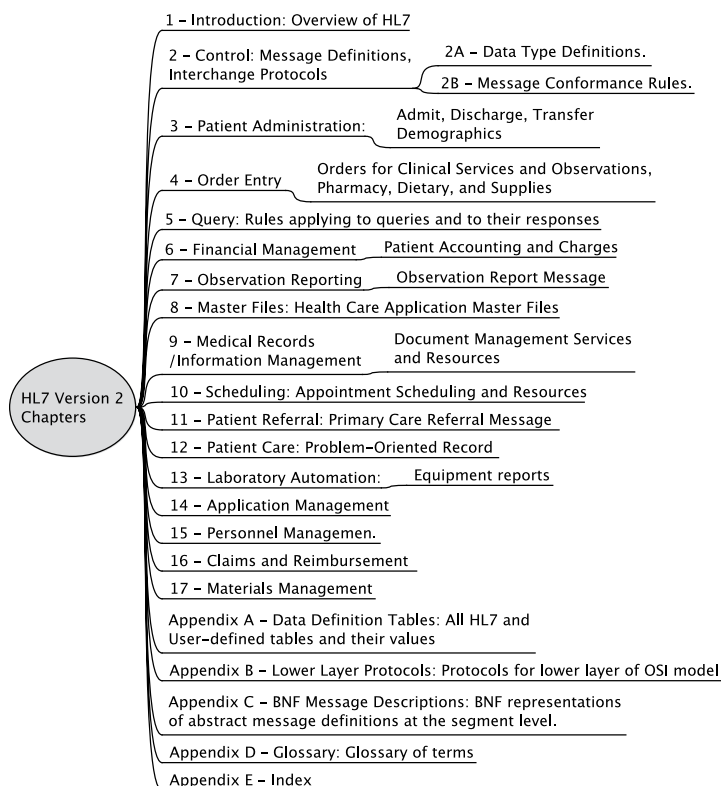 1 – Introduction: Overview of HL7
2 – Control: Message Definitions,
Interchange Protocols
2A – Data Type Definitions.
2B – Message Conformance Rules.
3 – Patient Administration:
Admit, Discharge, Transfer
Demographics
4 – Order Entry
Orders for Clinical Services and Observations,
Pharmacy, Dietary, and Supplies
5 – Query: Rules applying to queries and to their responses
6 – Financial Management
Patient Accounting and Charges
7 – Observation Reporting
Observation Report Message
8 – Master Files: Health Care Application Master Files
9 – Medical Records
/Information Management
Document Management Services
and Resources
HL7 Version 2
Chapters
10 – Scheduling: Appointment Scheduling and Resources
11 – Patient Referral: Primary Care Referral Message
12 – Patient Care: Problem–Oriented Record
13 – Laboratory Automation:
Equipment reports
14 – Application Management
15 – Personnel Managemen.
16 – Claims and Reimbursement
17 – Materials Management
Appendix A – Data Definition Tables: All HL7 and
User–defined tables and their values
Appendix B – Lower Layer Protocols: Protocols for lower layer of OSI model
Appendix C – BNF Message Descriptions: BNF representations
of abstract message definitions at the segment level.
Appendix D – Glossary: Glossary of terms
Appendix E – Index